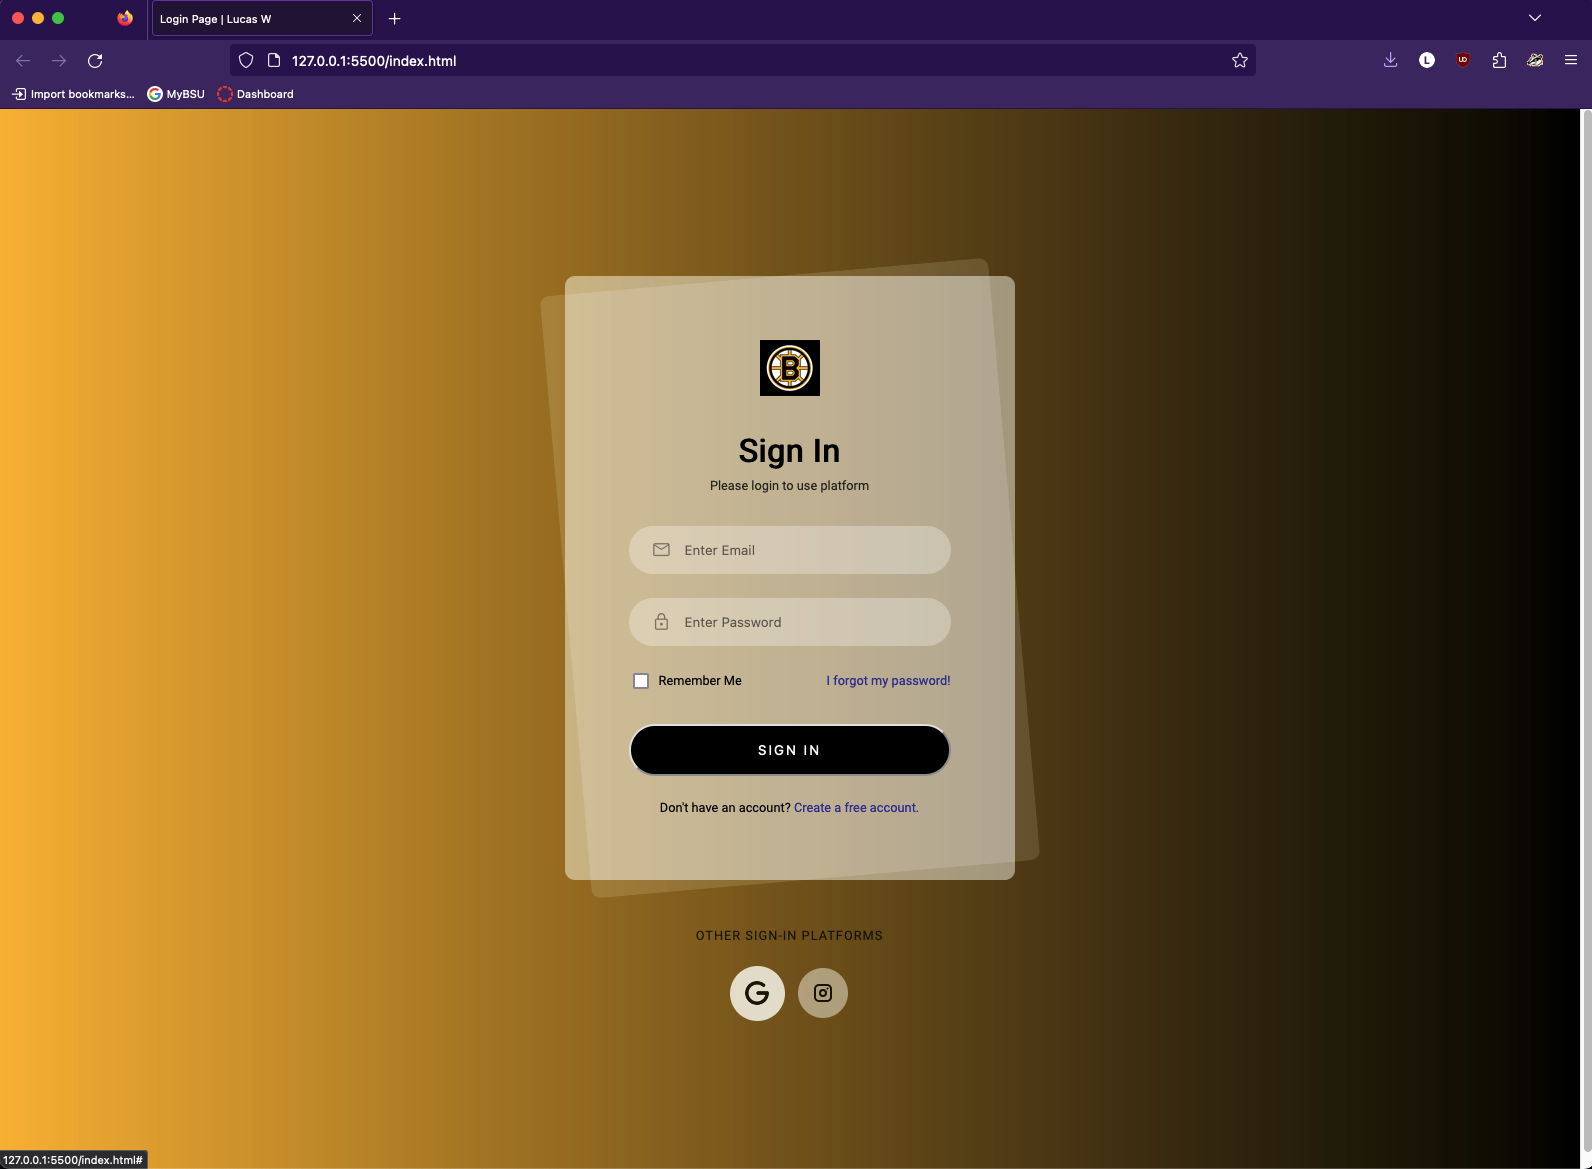 Login Page | Lucas W
127.0.0.1:5500/index.html
L
UD
Import bookmarks... MyBSU Dashboard
B
Sign In
Please login to use platform
Enter Email
Enter Password
Remember Me I forgot my password!
SIGN IN
Don't have an account? Create a free account.
OTHER SIGN-IN PLATFORMS
127.0.0.1:5500/index.html#